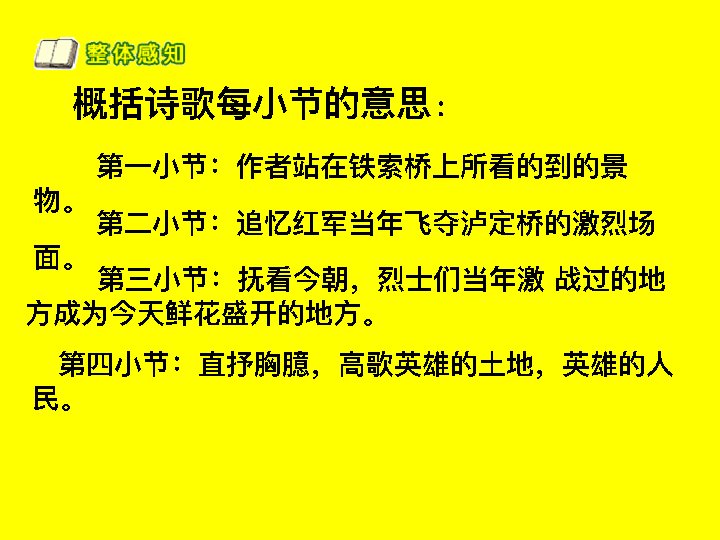 整体感知
概括诗歌每小节的意思：
第一小节：作者站在铁索桥上所看的到的景
物。
第二小节：追忆红军当年飞夺泸定桥的激烈场
面。
第三小节：抚看今朝，烈士们当年激 战过的地
方成为今天鲜花盛开的地方。
第四小节：直抒胸臆，高歌英雄的土地，英雄的人
民。